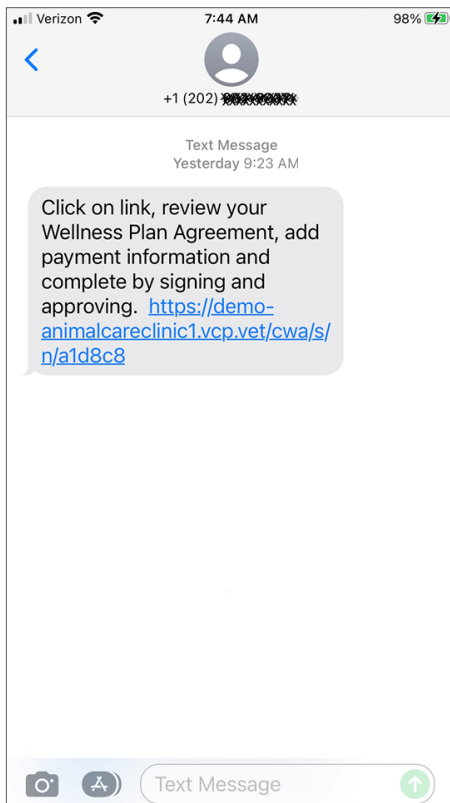 Verizon 7:44 AM 98%
+1 (202)
Text Message
Yesterday 9:23 AM
Click on link, review your
Wellness Plan Agreement, add
payment information and
complete by signing and
approving. https://demo-
animalcareclinic1.vcp.vet/cwa/s/
n/a1d8c8
Text Message